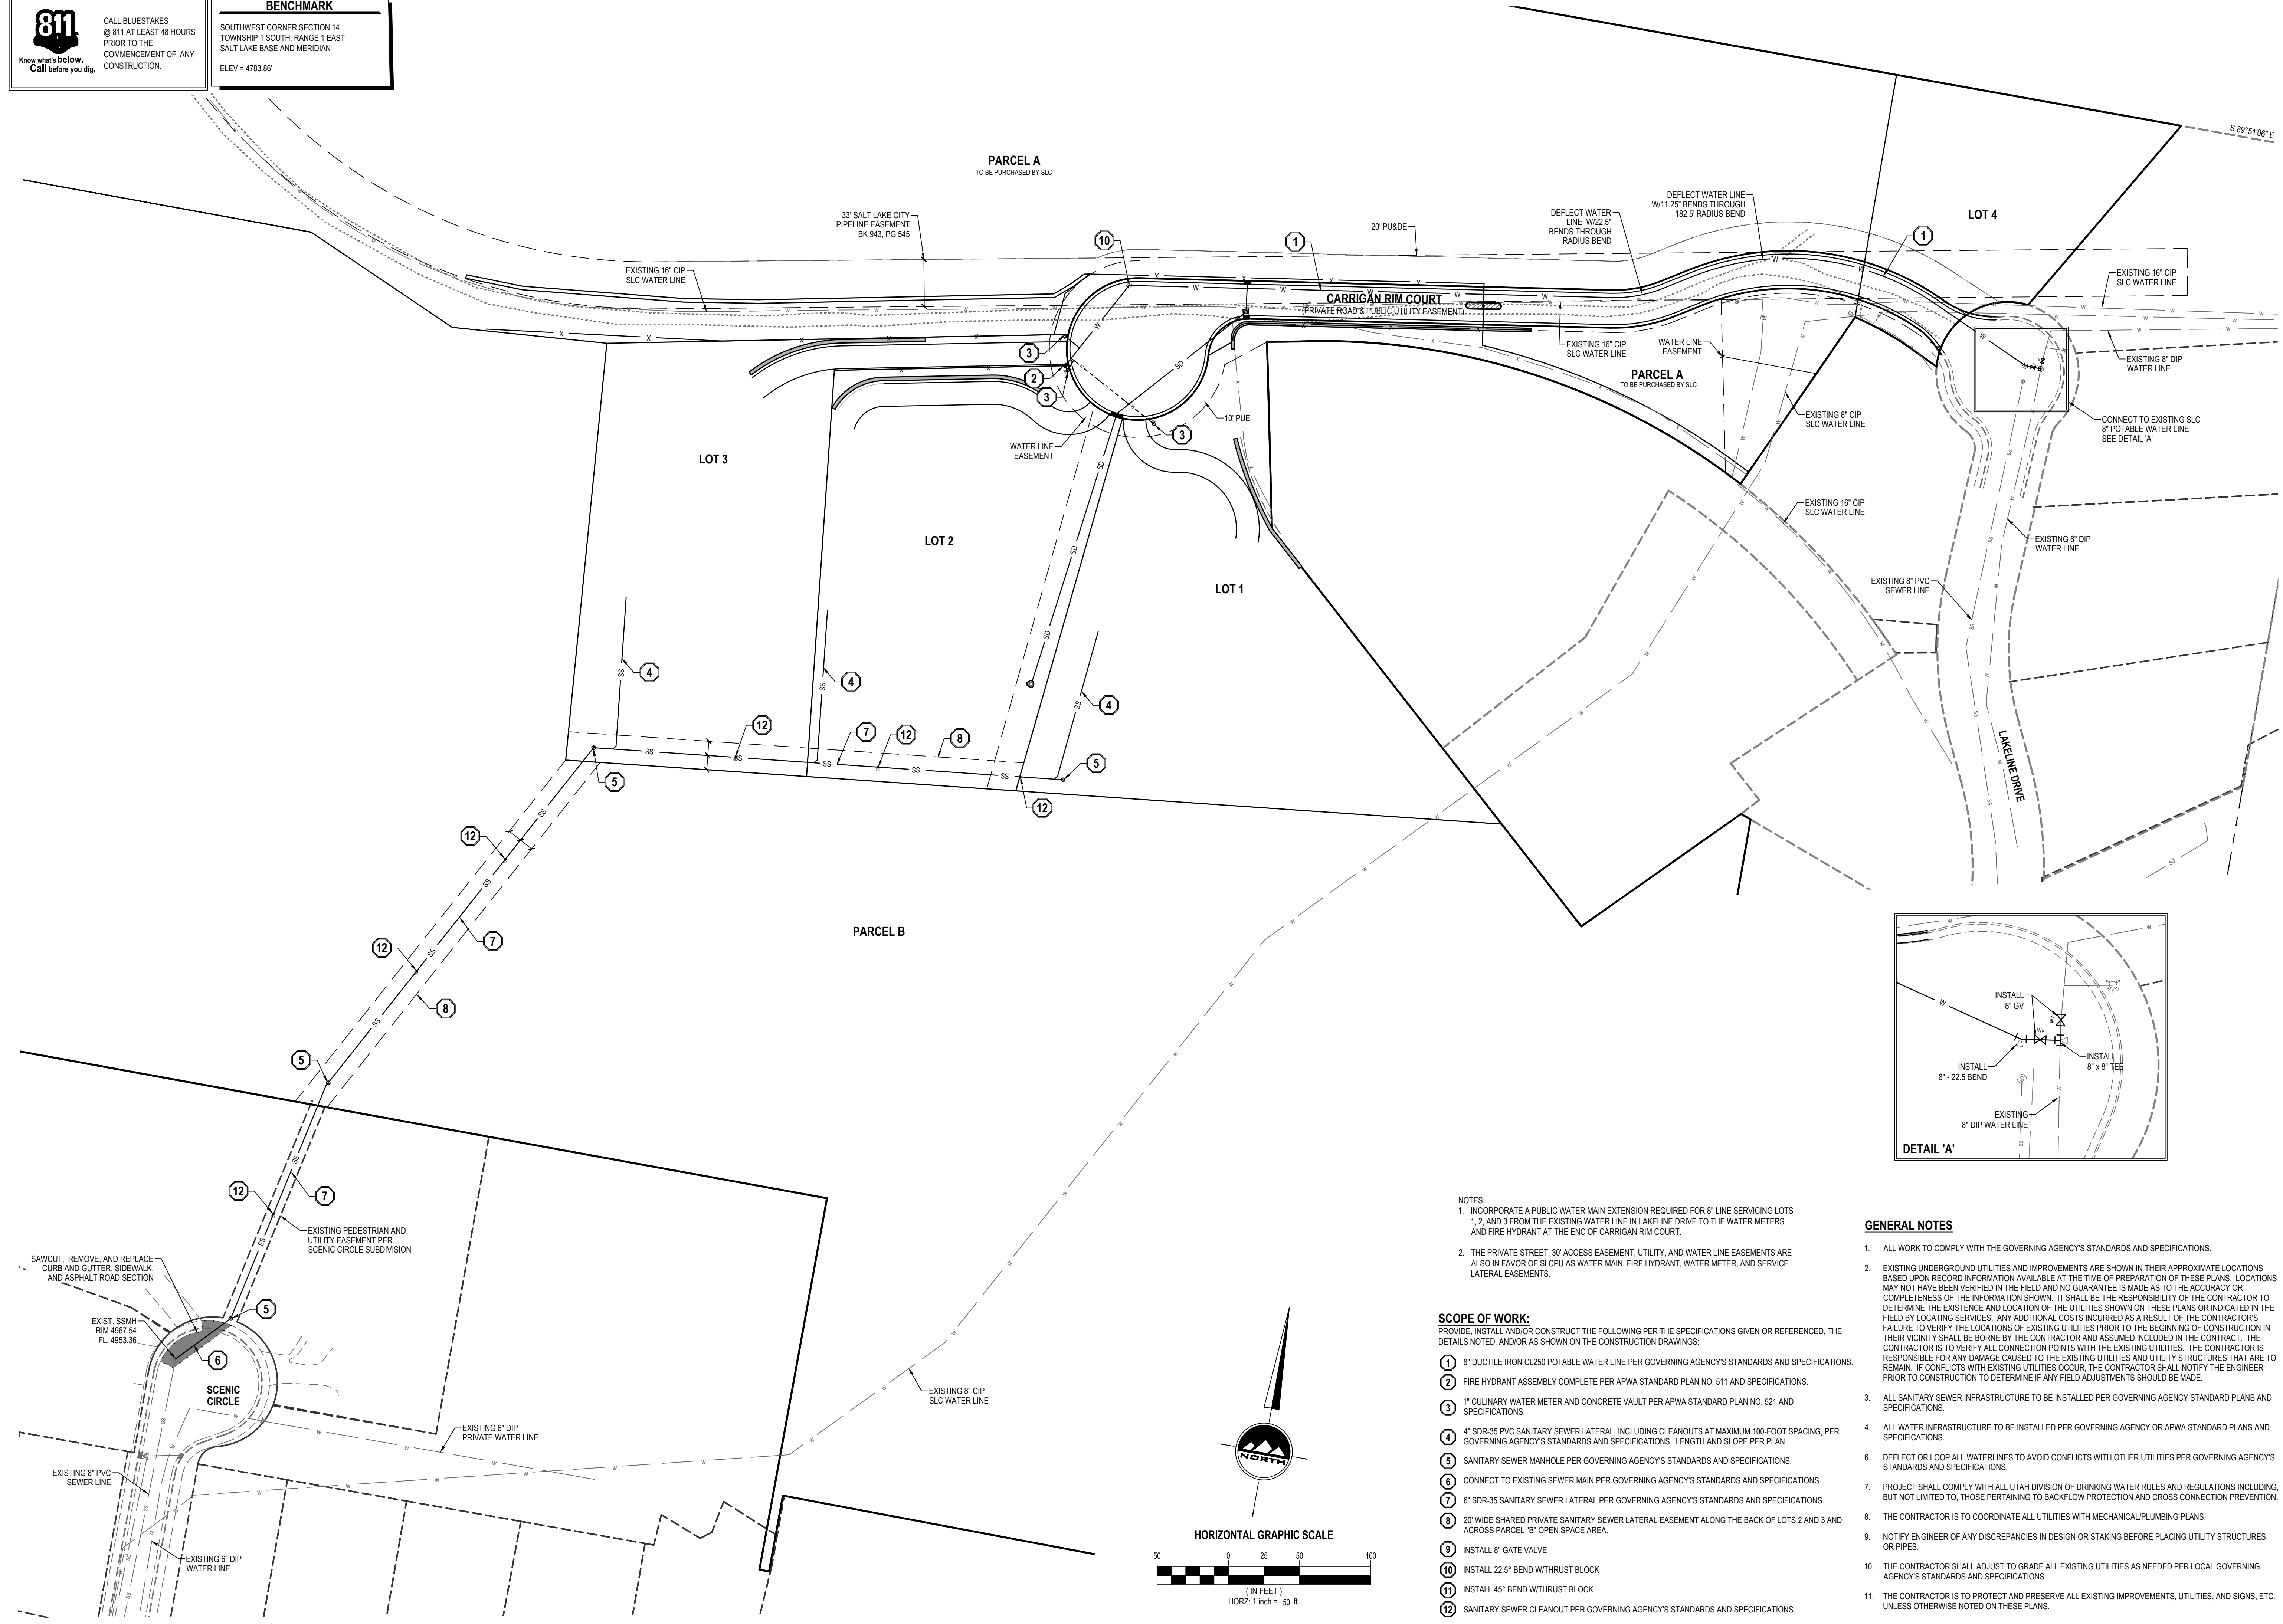 811
Know what's below.
Call before you dig.
CALL BLUESTAKES
@ 811 AT LEAST 48 HOURS
PRIOR TO THE
COMMENCEMENT OF ANY
CONSTRUCTION.
BENCHMARK
SOUTHWEST CORNER SECTION 14
TOWNSHIP 1 SOUTH, RANGE 1 EAST
SALT LAKE BASE AND MERIDIAN
ELEV = 4783.86'
S 89°51'06" E
PARCEL A
TO BE PURCHASED BY SLC
33' SALT LAKE CITY
PIPELINE EASEMENT
BK 943, PG 545
EXISTING 16" CIP
SLC WATER LINE
10
1
20' PU&DE
DEFLECT WATER
LINE W/22.5°
BENDS THROUGH
RADIUS BEND
DEFLECT WATER LINE
W/11.25° BENDS THROUGH
182.5' RADIUS BEND
1
LOT 4
EXISTING 16" CIP
SLC WATER LINE
CARRIGAN RIM COURT
(PRIVATE ROAD & PUBLIC UTILITY EASEMENT)
EXISTING 16" CIP
SLC WATER LINE
WATER LINE
EASEMENT
PARCEL A
TO BE PURCHASED BY SLC
EXISTING 8" DIP
WATER LINE
3
2
3
3
10' PUE
WATER LINE
EASEMENT
EXISTING 8" CIP
SLC WATER LINE
CONNECT TO EXISTING SLC
8" POTABLE WATER LINE
SEE DETAIL 'A'
LOT 3
LOT 2
LOT 1
EXISTING 16" CIP
SLC WATER LINE
EXISTING 8" DIP
WATER LINE
EXISTING 8" PVC
SEWER LINE
LAKELINE DRIVE
4
4
4
12
7
12
8
5
5
12
12
7
12
8
5
PARCEL B
12
7
EXISTING PEDESTRIAN AND
UTILITY EASEMENT PER
SCENIC CIRCLE SUBDIVISION
SAWCUT, REMOVE, AND REPLACE
CURB AND GUTTER, SIDEWALK,
AND ASPHALT ROAD SECTION
5
EXIST. SSMH
RIM 4967.54
FL: 4953.36
6
SCENIC
CIRCLE
EXISTING 8" CIP
SLC WATER LINE
EXISTING 6" DIP
PRIVATE WATER LINE
EXISTING 8" PVC
SEWER LINE
EXISTING 6" DIP
WATER LINE
INSTALL
8" GV
INSTALL
8" x 8" TEE
INSTALL
8" - 22.5 BEND
EXISTING
8" DIP WATER LINE
DETAIL 'A'
NORTH
HORIZONTAL GRAPHIC SCALE
50 0 25 50 100
( IN FEET )
HORZ: 1 inch = 50 ft.
NOTES:
1. INCORPORATE A PUBLIC WATER MAIN EXTENSION REQUIRED FOR 8" LINE SERVICING LOTS
1, 2, AND 3 FROM THE EXISTING WATER LINE IN LAKELINE DRIVE TO THE WATER METERS
AND FIRE HYDRANT AT THE ENC OF CARRIGAN RIM COURT.
2. THE PRIVATE STREET, 30' ACCESS EASEMENT, UTILITY, AND WATER LINE EASEMENTS ARE
ALSO IN FAVOR OF SLCPU AS WATER MAIN, FIRE HYDRANT, WATER METER, AND SERVICE
LATERAL EASEMENTS.
SCOPE OF WORK:
PROVIDE, INSTALL AND/OR CONSTRUCT THE FOLLOWING PER THE SPECIFICATIONS GIVEN OR REFERENCED, THE
DETAILS NOTED, AND/OR AS SHOWN ON THE CONSTRUCTION DRAWINGS:
1 8" DUCTILE IRON CL250 POTABLE WATER LINE PER GOVERNING AGENCY'S STANDARDS AND SPECIFICATIONS.
2 FIRE HYDRANT ASSEMBLY COMPLETE PER APWA STANDARD PLAN NO. 511 AND SPECIFICATIONS.
3 1" CULINARY WATER METER AND CONCRETE VAULT PER APWA STANDARD PLAN NO. 521 AND
SPECIFICATIONS.
4 4" SDR-35 PVC SANITARY SEWER LATERAL, INCLUDING CLEANOUTS AT MAXIMUM 100-FOOT SPACING, PER
GOVERNING AGENCY'S STANDARDS AND SPECIFICATIONS. LENGTH AND SLOPE PER PLAN.
5 SANITARY SEWER MANHOLE PER GOVERNING AGENCY'S STANDARDS AND SPECIFICATIONS.
6 CONNECT TO EXISTING SEWER MAIN PER GOVERNING AGENCY'S STANDARDS AND SPECIFICATIONS.
7 6" SDR-35 SANITARY SEWER LATERAL PER GOVERNING AGENCY'S STANDARDS AND SPECIFICATIONS.
8 20' WIDE SHARED PRIVATE SANITARY SEWER LATERAL EASEMENT ALONG THE BACK OF LOTS 2 AND 3 AND
ACROSS PARCEL "B" OPEN SPACE AREA.
9 INSTALL 8" GATE VALVE
10 INSTALL 22.5° BEND W/THRUST BLOCK
11 INSTALL 45° BEND W/THRUST BLOCK
12 SANITARY SEWER CLEANOUT PER GOVERNING AGENCY'S STANDARDS AND SPECIFICATIONS.
GENERAL NOTES
1. ALL WORK TO COMPLY WITH THE GOVERNING AGENCY'S STANDARDS AND SPECIFICATIONS.
2. EXISTING UNDERGROUND UTILITIES AND IMPROVEMENTS ARE SHOWN IN THEIR APPROXIMATE LOCATIONS
BASED UPON RECORD INFORMATION AVAILABLE AT THE TIME OF PREPARATION OF THESE PLANS. LOCATIONS
MAY NOT HAVE BEEN VERIFIED IN THE FIELD AND NO GUARANTEE IS MADE AS TO THE ACCURACY OR
COMPLETENESS OF THE INFORMATION SHOWN. IT SHALL BE THE RESPONSIBILITY OF THE CONTRACTOR TO
DETERMINE THE EXISTENCE AND LOCATION OF THE UTILITIES SHOWN ON THESE PLANS OR INDICATED IN THE
FIELD BY LOCATING SERVICES. ANY ADDITIONAL COSTS INCURRED AS A RESULT OF THE CONTRACTOR'S
FAILURE TO VERIFY THE LOCATIONS OF EXISTING UTILITIES PRIOR TO THE BEGINNING OF CONSTRUCTION IN
THEIR VICINITY SHALL BE BORNE BY THE CONTRACTOR AND ASSUMED INCLUDED IN THE CONTRACT. THE
CONTRACTOR IS TO VERIFY ALL CONNECTION POINTS WITH THE EXISTING UTILITIES. THE CONTRACTOR IS
RESPONSIBLE FOR ANY DAMAGE CAUSED TO THE EXISTING UTILITIES AND UTILITY STRUCTURES THAT ARE TO
REMAIN. IF CONFLICTS WITH EXISTING UTILITIES OCCUR, THE CONTRACTOR SHALL NOTIFY THE ENGINEER
PRIOR TO CONSTRUCTION TO DETERMINE IF ANY FIELD ADJUSTMENTS SHOULD BE MADE.
3. ALL SANITARY SEWER INFRASTRUCTURE TO BE INSTALLED PER GOVERNING AGENCY STANDARD PLANS AND
SPECIFICATIONS.
4. ALL WATER INFRASTRUCTURE TO BE INSTALLED PER GOVERNING AGENCY OR APWA STANDARD PLANS AND
SPECIFICATIONS.
6. DEFLECT OR LOOP ALL WATERLINES TO AVOID CONFLICTS WITH OTHER UTILITIES PER GOVERNING AGENCY'S
STANDARDS AND SPECIFICATIONS.
7. PROJECT SHALL COMPLY WITH ALL UTAH DIVISION OF DRINKING WATER RULES AND REGULATIONS INCLUDING,
BUT NOT LIMITED TO, THOSE PERTAINING TO BACKFLOW PROTECTION AND CROSS CONNECTION PREVENTION.
8. THE CONTRACTOR IS TO COORDINATE ALL UTILITIES WITH MECHANICAL/PLUMBING PLANS.
9. NOTIFY ENGINEER OF ANY DISCREPANCIES IN DESIGN OR STAKING BEFORE PLACING UTILITY STRUCTURES
OR PIPES.
10. THE CONTRACTOR SHALL ADJUST TO GRADE ALL EXISTING UTILITIES AS NEEDED PER LOCAL GOVERNING
AGENCY'S STANDARDS AND SPECIFICATIONS.
11. THE CONTRACTOR IS TO PROTECT AND PRESERVE ALL EXISTING IMPROVEMENTS, UTILITIES, AND SIGNS, ETC.
UNLESS OTHERWISE NOTED ON THESE PLANS.